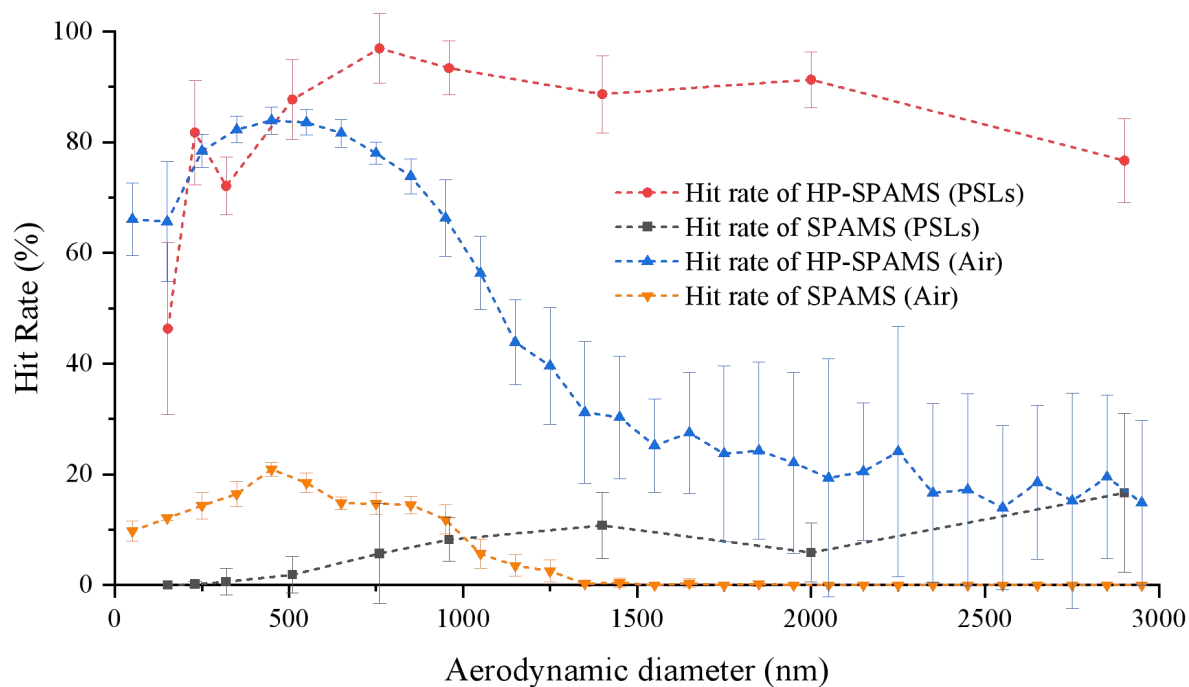 100
80
60
40
20
0
Hit Rate (%)
Hit rate of HP-SPAMS (PSLs)
Hit rate of SPAMS (PSLs)
Hit rate of HP-SPAMS (Air)
Hit rate of SPAMS (Air)
0 500 1000 1500 2000 2500 3000
Aerodynamic diameter (nm)